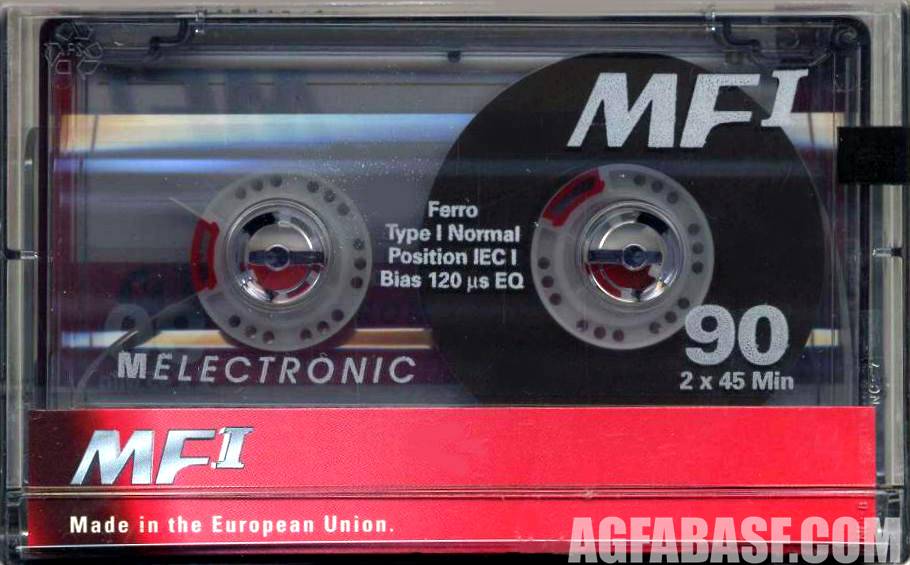 MFI
Ferro
Type I Normal
Position IEC I
Bias 120 µs EQ
90
2 x 45 Min
MELECTRONIC
MFI
Made in the European Union.
AGFABASE.COM